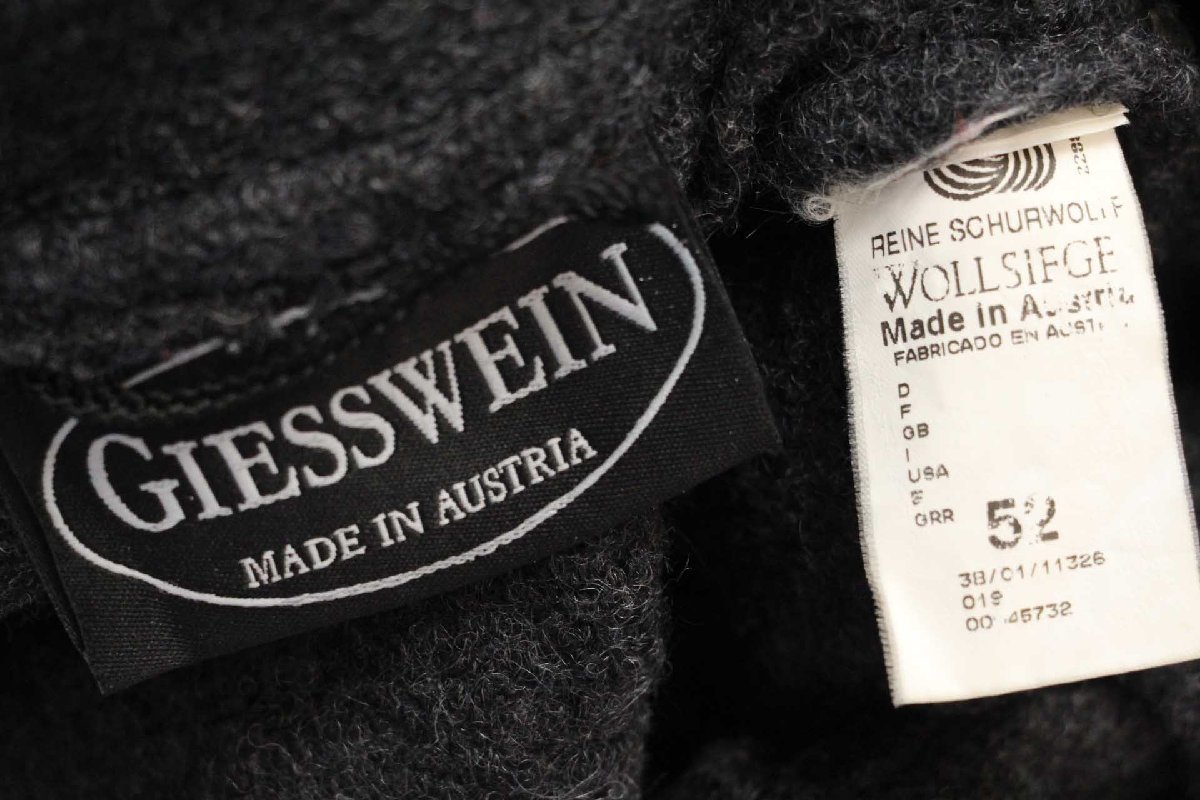 GIESSWEIN
MADE IN AUSTRIA
REINE SCHURWOLLE
WOLLSIEGEL
Made in Austria
FABRICADO EN AUSTRIA
D
F
GB
I
USA
E
GRR
52
38/01/11326
019
45732